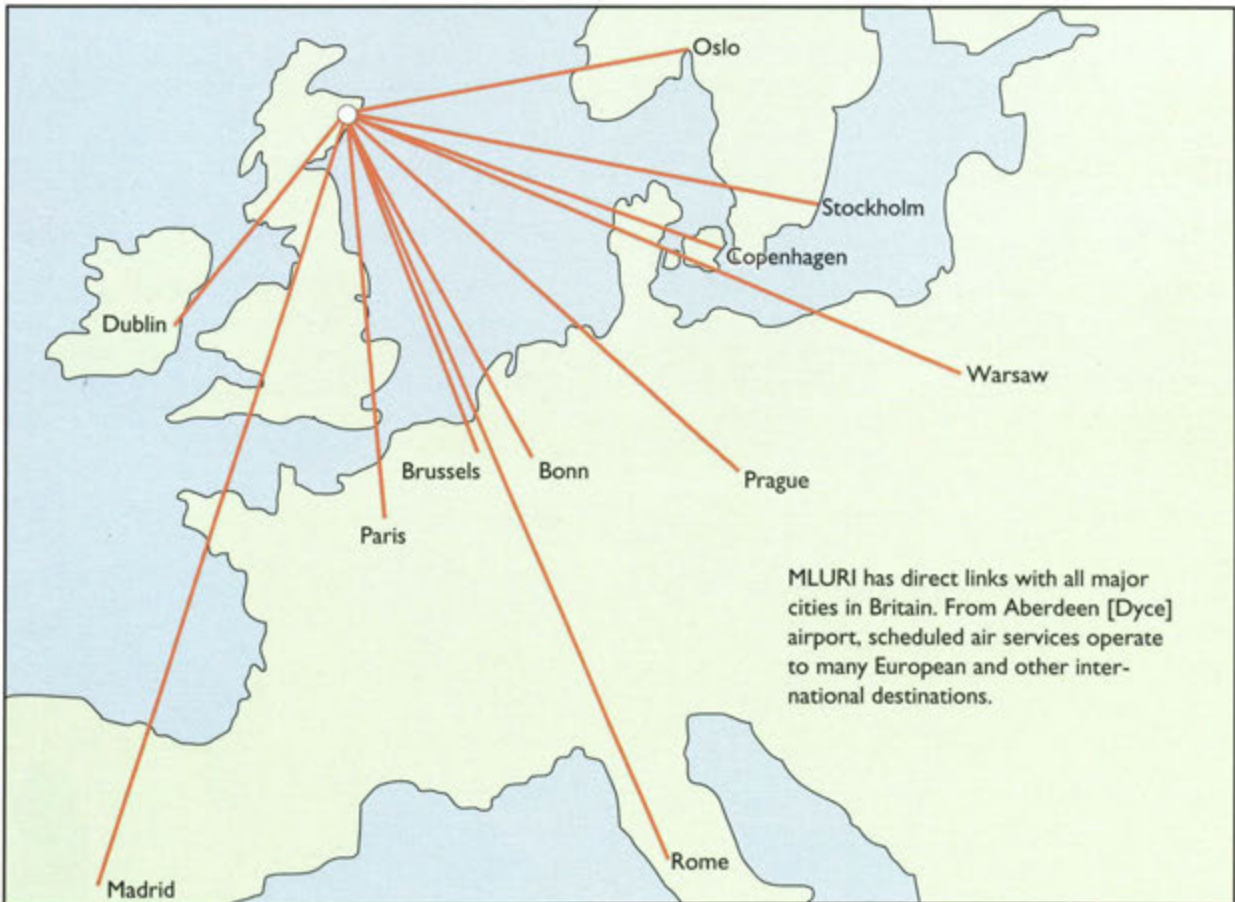 Oslo
Stockholm
Copenhagen
Dublin
Warsaw
Brussels
Bonn
Prague
Paris
MLURI has direct links with all major
cities in Britain. From Aberdeen [Dyce]
airport, scheduled air services operate
to many European and other inter-
national destinations.
Rome
Madrid